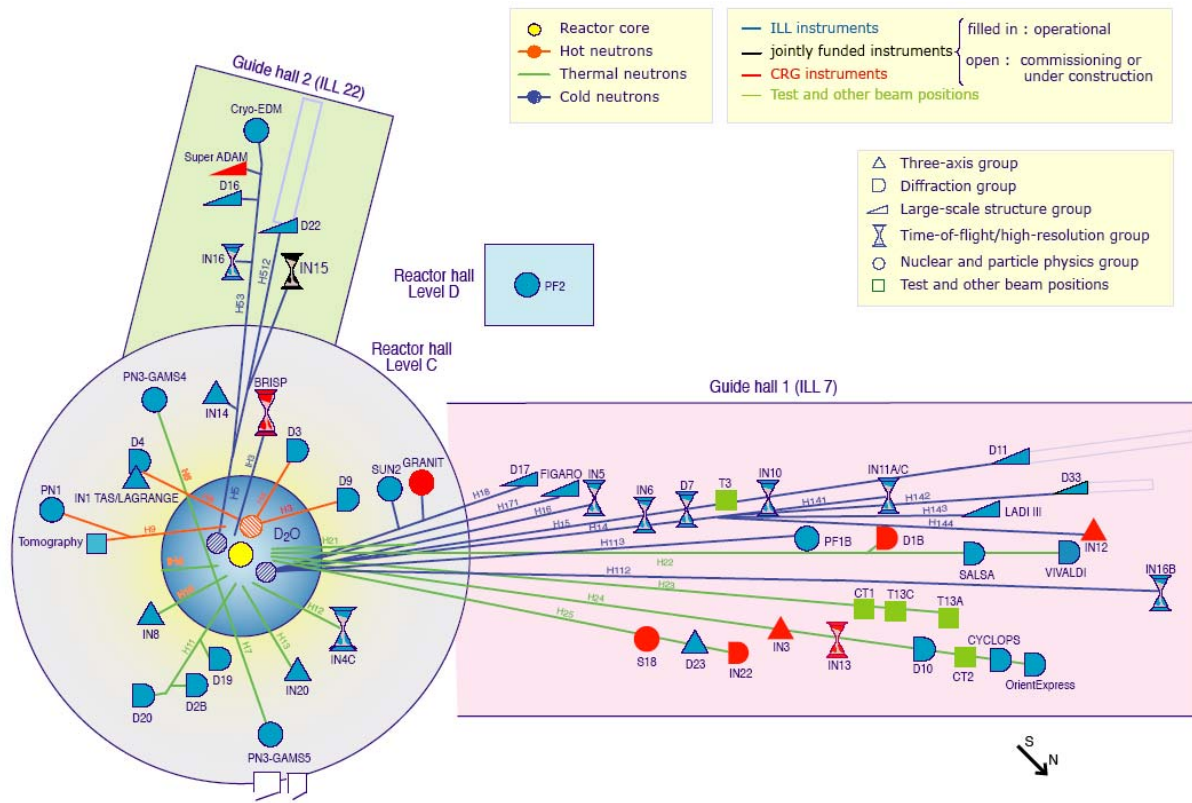 Reactor core
Hot neutrons
Thermal neutrons
Cold neutrons
ILL instruments
jointly funded instruments
CRG instruments
Test and other beam positions
filled in : operational
open : commissioning or
under construction
Three-axis group
Diffraction group
Large-scale structure group
Time-of-flight/high-resolution group
Nuclear and particle physics group
Test and other beam positions
Guide hall 2 (ILL 22)
Cryo-EDM
Super ADAM
D16
D22
IN16
IN15
H53
H512
Reactor hall
Level D
PF2
Reactor hall
Level C
PN3-GAMS4
IN14
BRISP
D4
D3
IN1 TAS/LAGRANGE
D9
SUN2
GRANIT
PN1
Tomography
H9
H5
IH3
H3
D2O
H21
IN8
H11
H7
H13
H12
IN4C
D19
D20
D2B
IN20
PN3-GAMS5
Guide hall 1 (ILL 7)
D17
FIGARO
IN5
IN6
D7
T3
IN10
IN11A/C
D11
D33
H18
H171
H16
H15
H14
H141
H142
H143
LADI III
H144
IN12
H113
PF1B
D1B
H22
SALSA
VIVALDI
H112
IN16B
H23
CT1
T13C
T13A
H24
H25
S18
D23
IN22
IN3
IN13
D10
CYCLOPS
CT2
OrientExpress
S
N